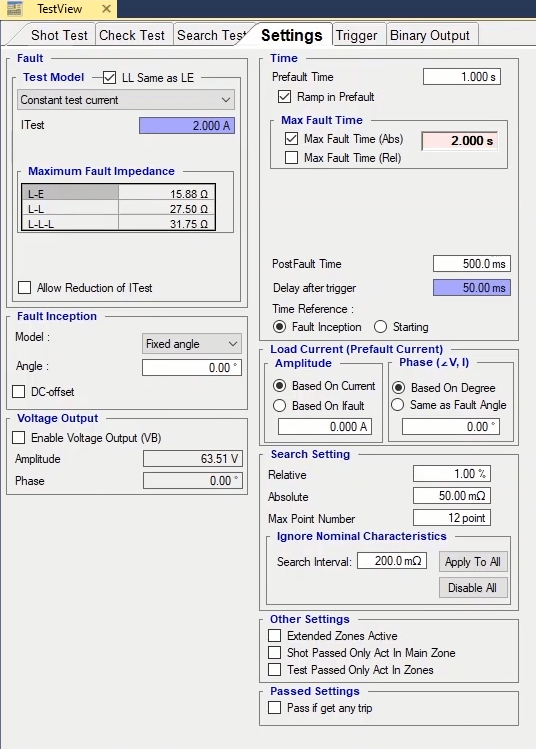 TestView ×
Shot Test Check Test Search Test Settings Trigger Binary Output
Fault
Test Model LL Same as LE
Constant test current
ITest 2.000 A
Maximum Fault Impedance
L-E 15.88 Ω
L-L 27.50 Ω
L-L-L 31.75 Ω
Allow Reduction of ITest
Fault Inception
Model : Fixed angle
Angle : 0.00 °
DC-offset
Voltage Output
Enable Voltage Output (VB)
Amplitude 63.51 V
Phase 0.00 °
Time
Prefault Time 1.000 s
Ramp in Prefault
Max Fault Time
Max Fault Time (Abs) 2.000 s
Max Fault Time (Rel)
PostFault Time 500.0 ms
Delay after trigger 50.00 ms
Time Reference :
Fault Inception Starting
Load Current (Prefault Current)
Amplitude
Based On Current
Based On Ifault
0.000 A
Phase (∠V, I)
Based On Degree
Same as Fault Angle
0.00 °
Search Setting
Relative 1.00 %
Absolute 50.00 mΩ
Max Point Number 12 point
Ignore Nominal Characteristics
Search Interval: 200.0 mΩ Apply To All
Disable All
Other Settings
Extended Zones Active
Shot Passed Only Act In Main Zone
Test Passed Only Act In Zones
Passed Settings
Pass if get any trip